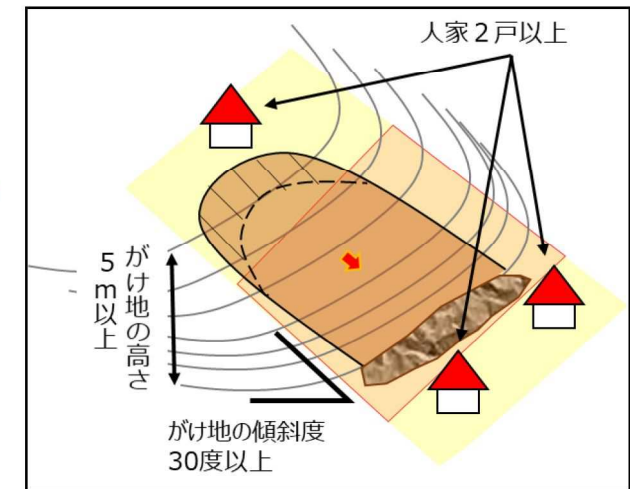 人家２戸以上
がけ地の高さ
５ｍ以上
がけ地の傾斜度
30度以上